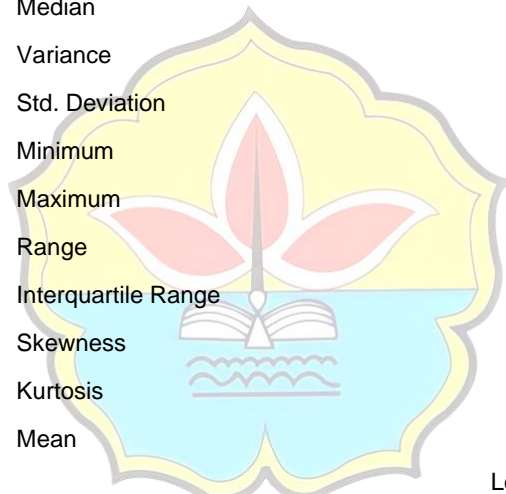 Median
Variance
Std. Deviation
Minimum
Maximum
Range
Interquartile Range
Skewness
Kurtosis
Mean